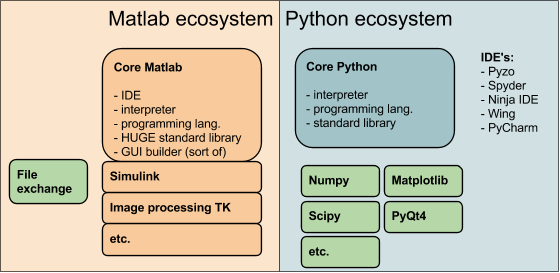 Matlab ecosystem
Core Matlab
- IDE
- interpreter
- programming lang.
- HUGE standard library
- GUI builder (sort of)
File
exchange
Simulink
Image processing TK
etc.
Python ecosystem
Core Python
- interpreter
- programming lang.
- standard library
IDE's:
- Pyzo
- Spyder
- Ninja IDE
- Wing
- PyCharm
Numpy
Matplotlib
Scipy
PyQt4
etc.